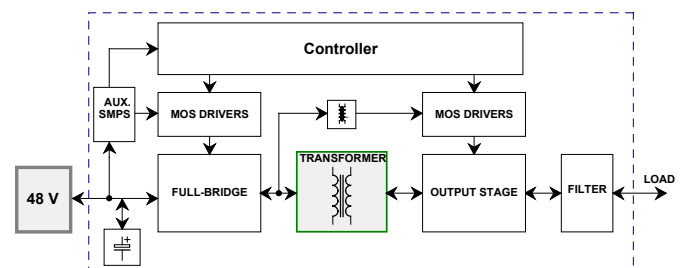 Controller
AUX.
SMPS
MOS DRIVERS
MOS DRIVERS
TRANSFORMER
48 V
FULL-BRIDGE
OUTPUT STAGE
FILTER
LOAD
+